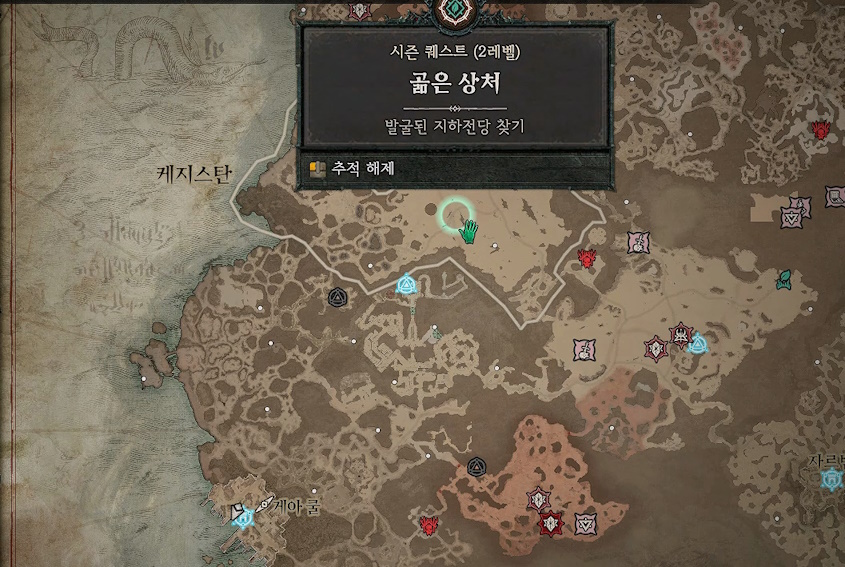 시즌 퀘스트 (2레벨)
곪은 상처
발굴된 지하전당 찾기
추적 해제
케지스탄
게아 쿨